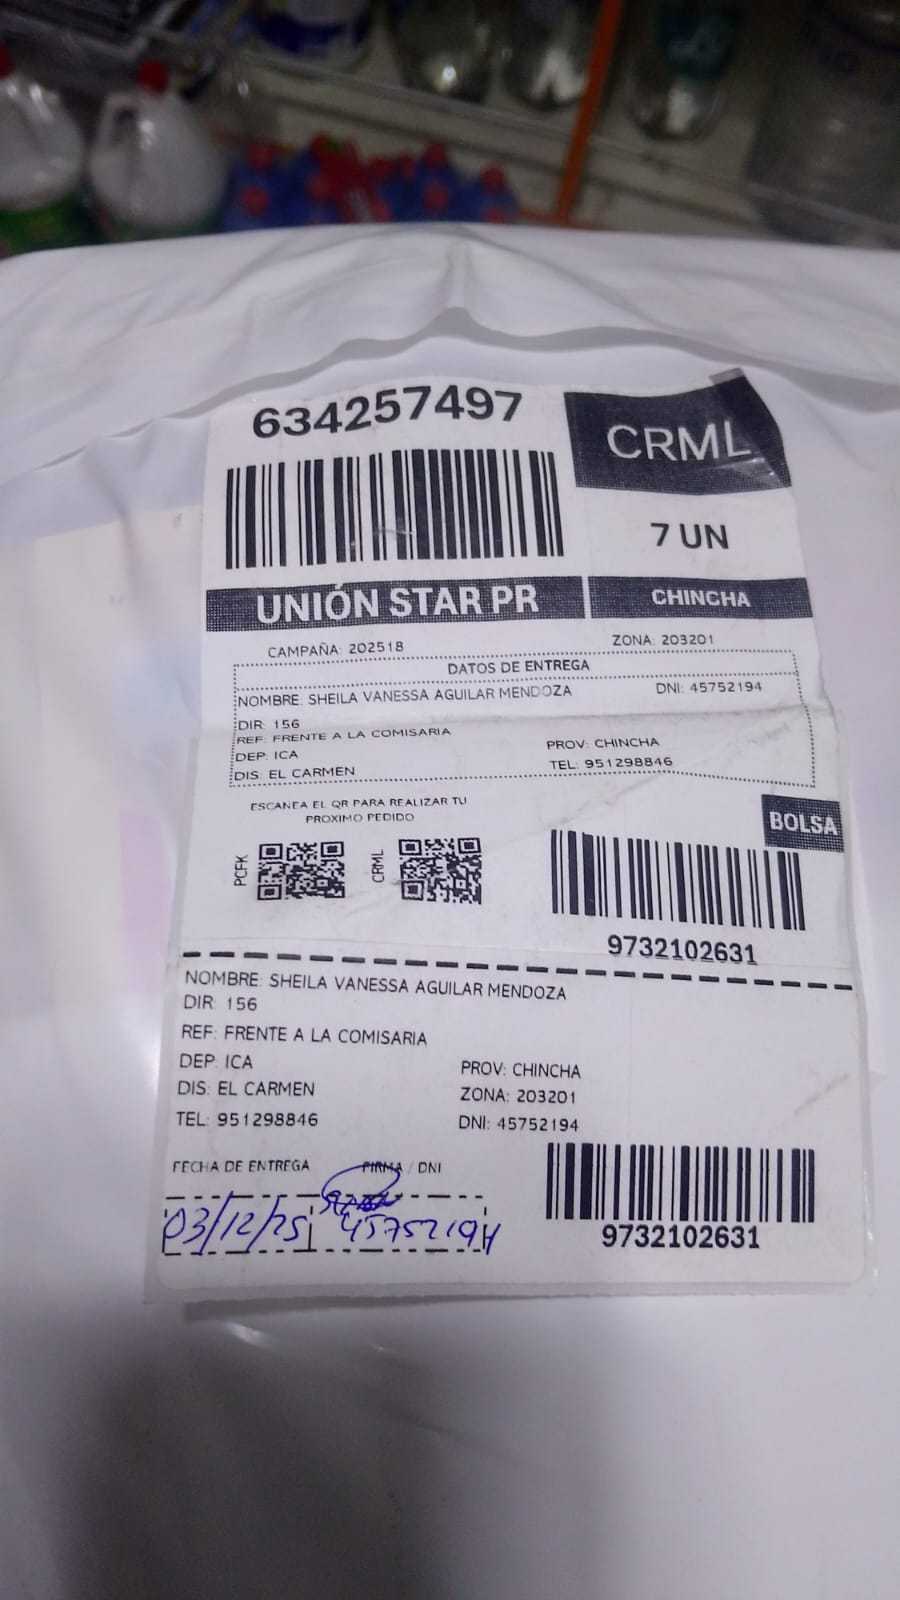 634257497
CRML
7 UN
UNIÓN STAR PR
CHINCHA
CAMPAÑA: 202518
ZONA: 203201
DATOS DE ENTREGA
NOMBRE: SHEILA VANESSA AGUILAR MENDOZA
DNI: 45752194
DIR: 156
REF: FRENTE A LA COMISARIA
DEP: ICA
PROV: CHINCHA
DIS: EL CARMEN
TEL: 951298846
ESCANEA EL QR PARA REALIZAR TU
PROXIMO PEDIDO
BOLSA
PCFK
CRML
9732102631
NOMBRE: SHEILA VANESSA AGUILAR MENDOZA
DIR: 156
REF: FRENTE A LA COMISARIA
DEP: ICA
PROV: CHINCHA
DIS: EL CARMEN
ZONA: 203201
TEL: 951298846
DNI: 45752194
FECHA DE ENTREGA
FIRMA / DNI
03/12/25
45752194
9732102631